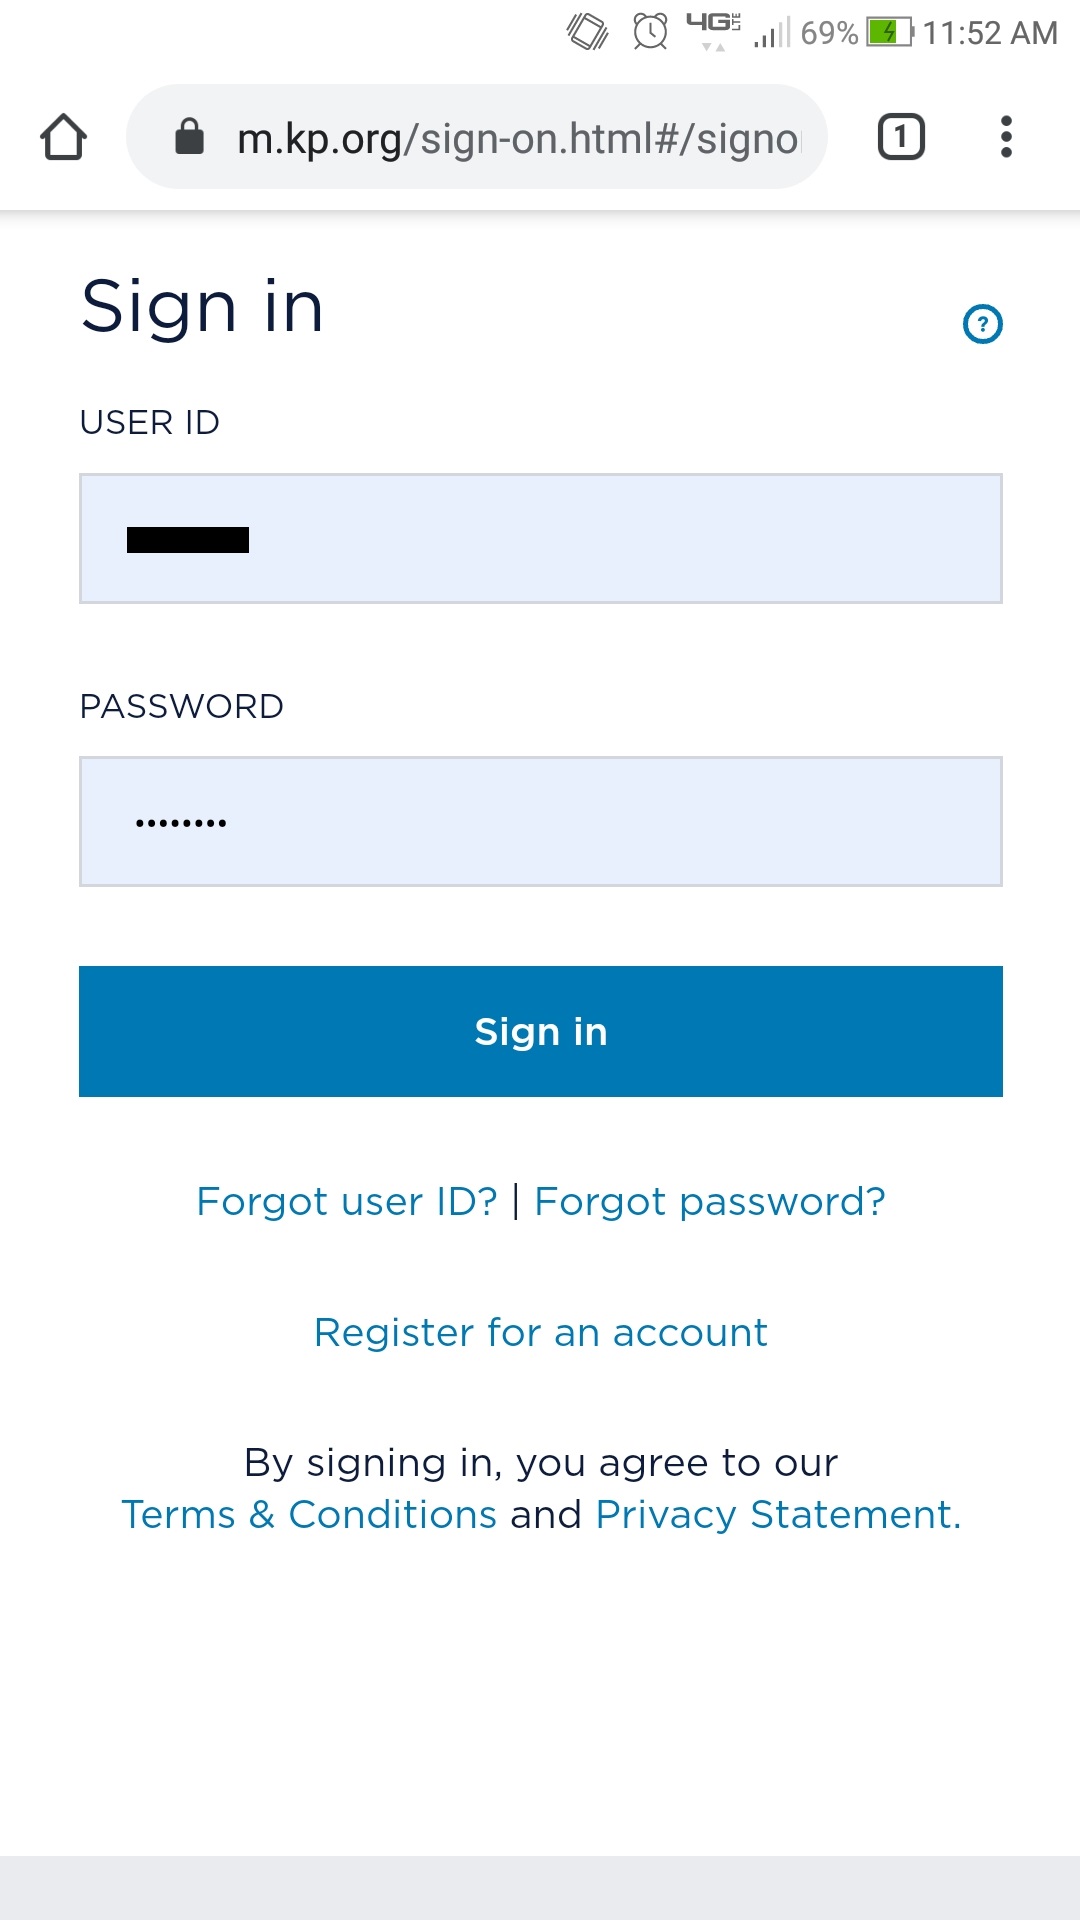 4G LTE 69% 11:52 AM
m.kp.org/sign-on.html#/signo
1
Sign in
?
USER ID
PASSWORD
••••••••
Sign in
Forgot user ID? | Forgot password?
Register for an account
By signing in, you agree to our
Terms & Conditions and Privacy Statement.